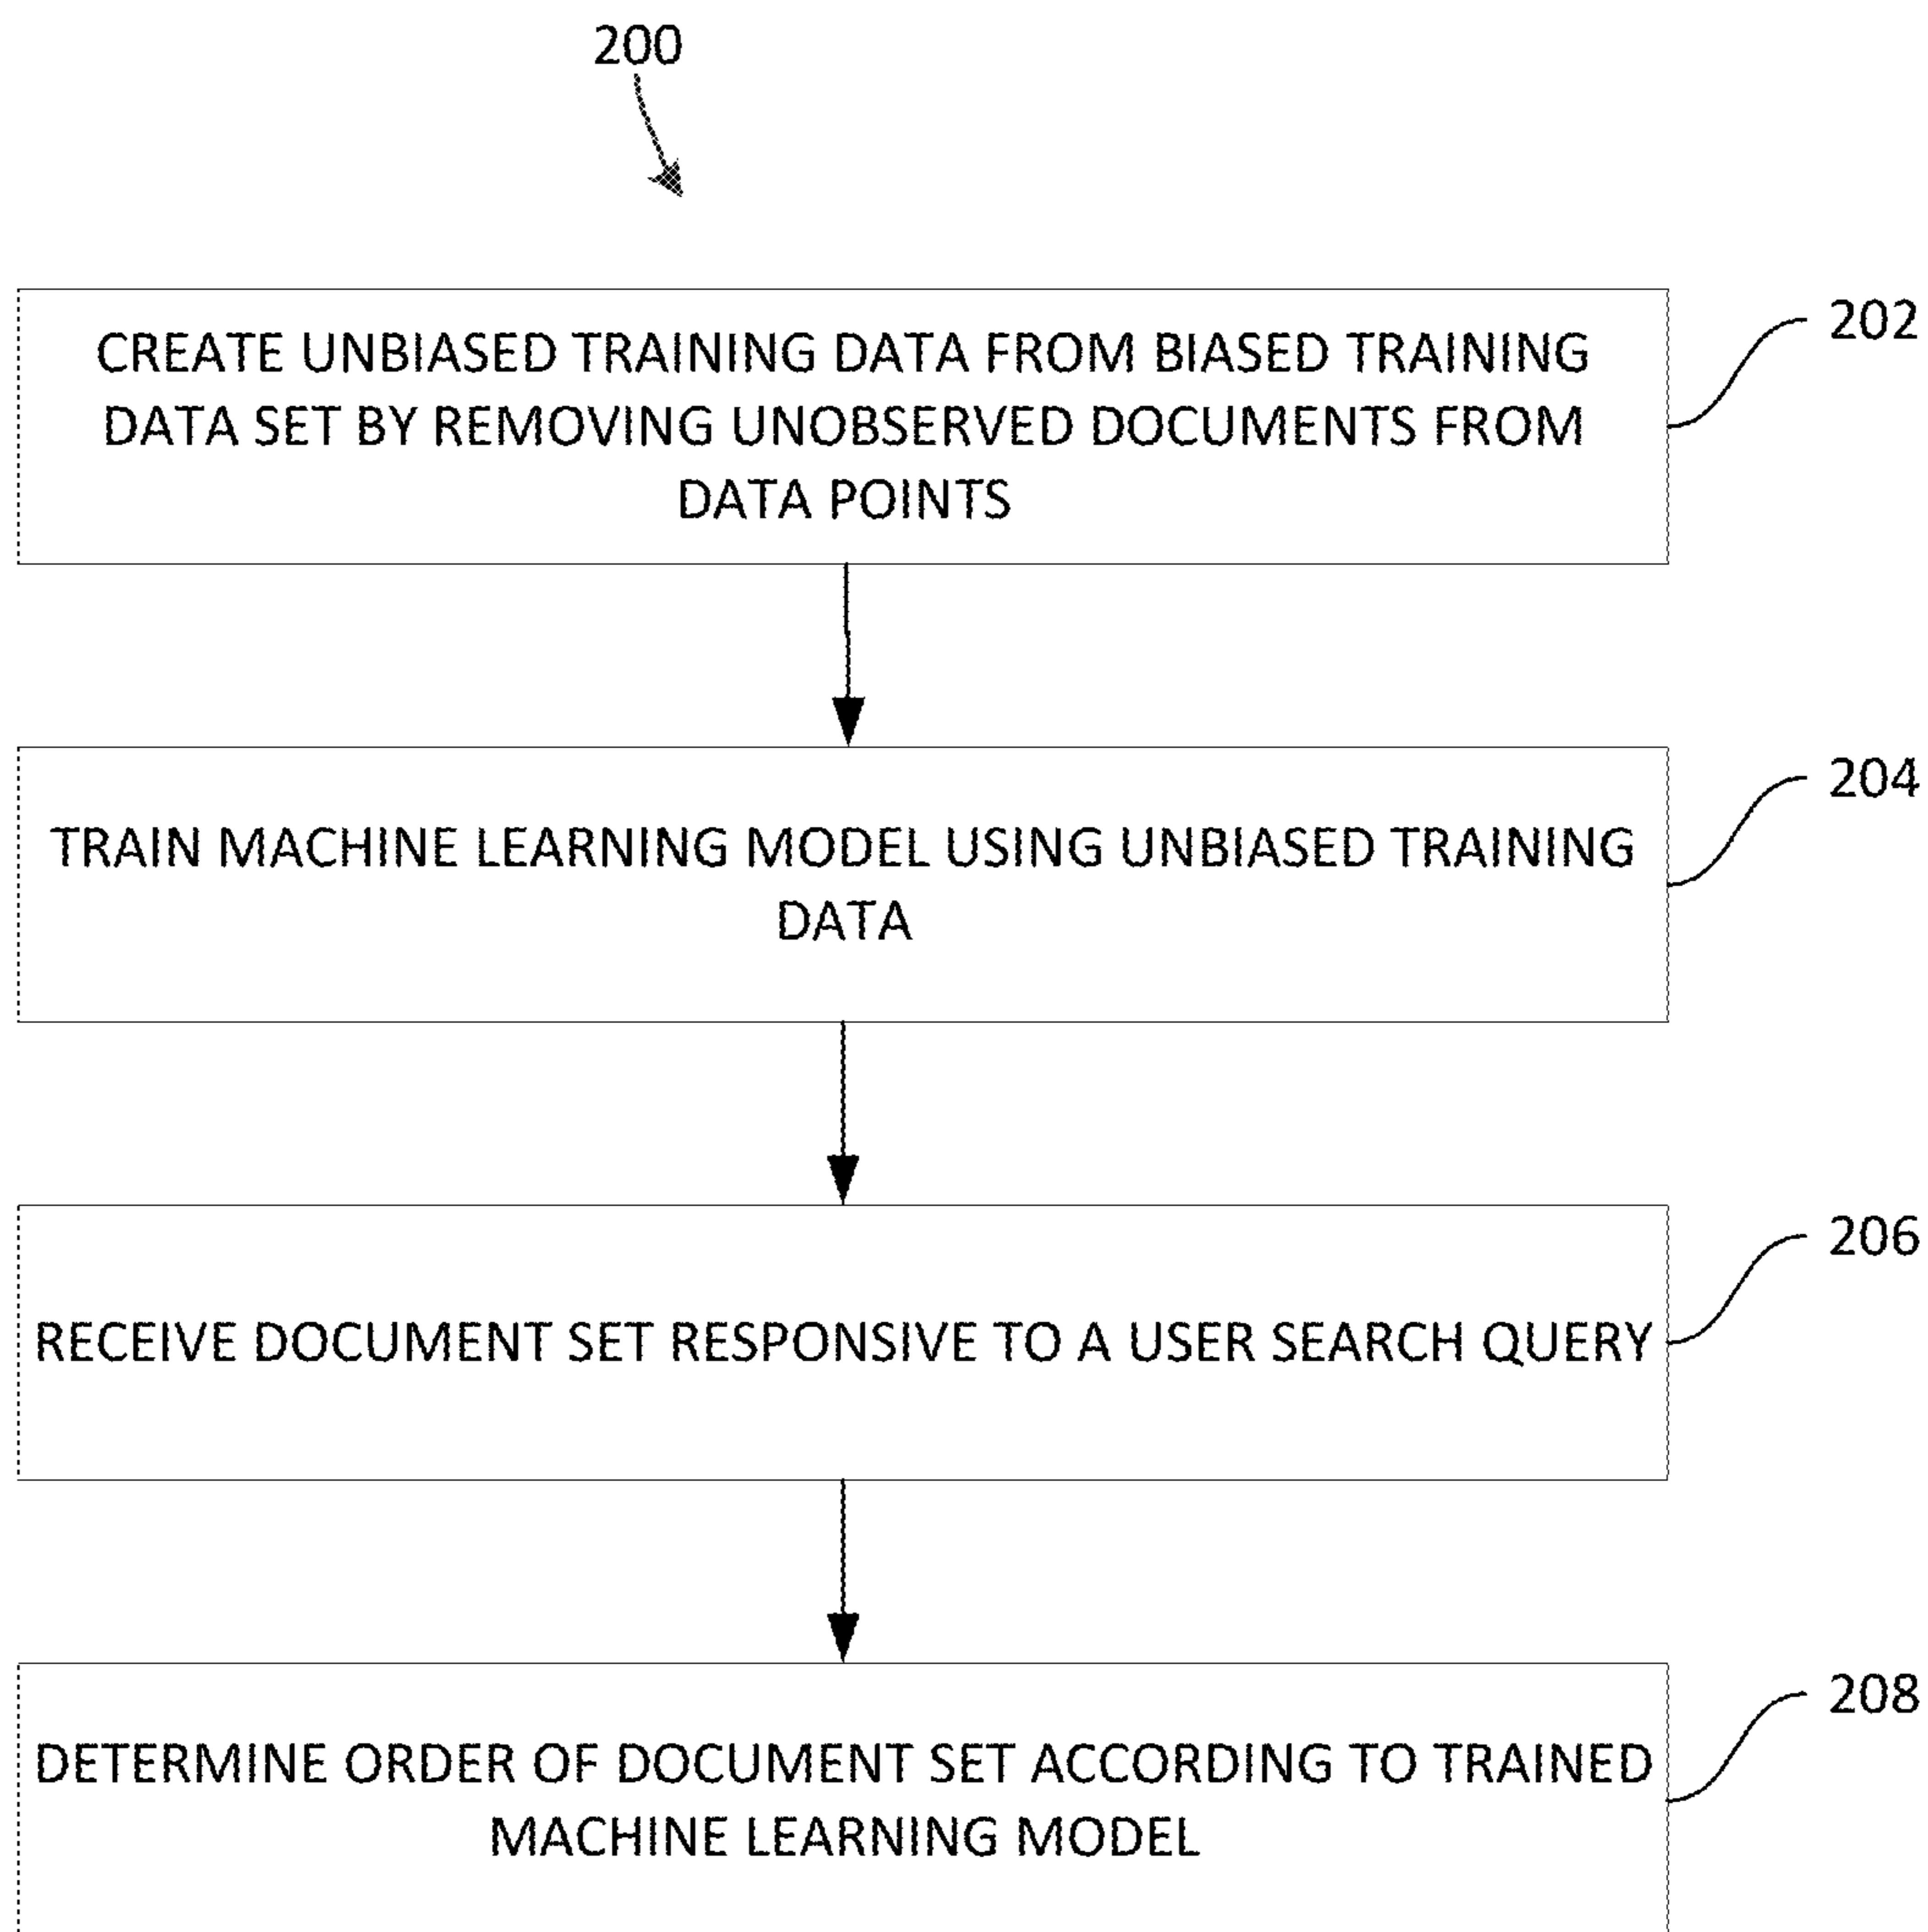 200
CREATE UNBIASED TRAINING DATA FROM BIASED TRAINING
DATA SET BY REMOVING UNOBSERVED DOCUMENTS FROM
DATA POINTS
202
TRAIN MACHINE LEARNING MODEL USING UNBIASED TRAINING
DATA
204
RECEIVE DOCUMENT SET RESPONSIVE TO A USER SEARCH QUERY
206
DETERMINE ORDER OF DOCUMENT SET ACCORDING TO TRAINED
MACHINE LEARNING MODEL
208